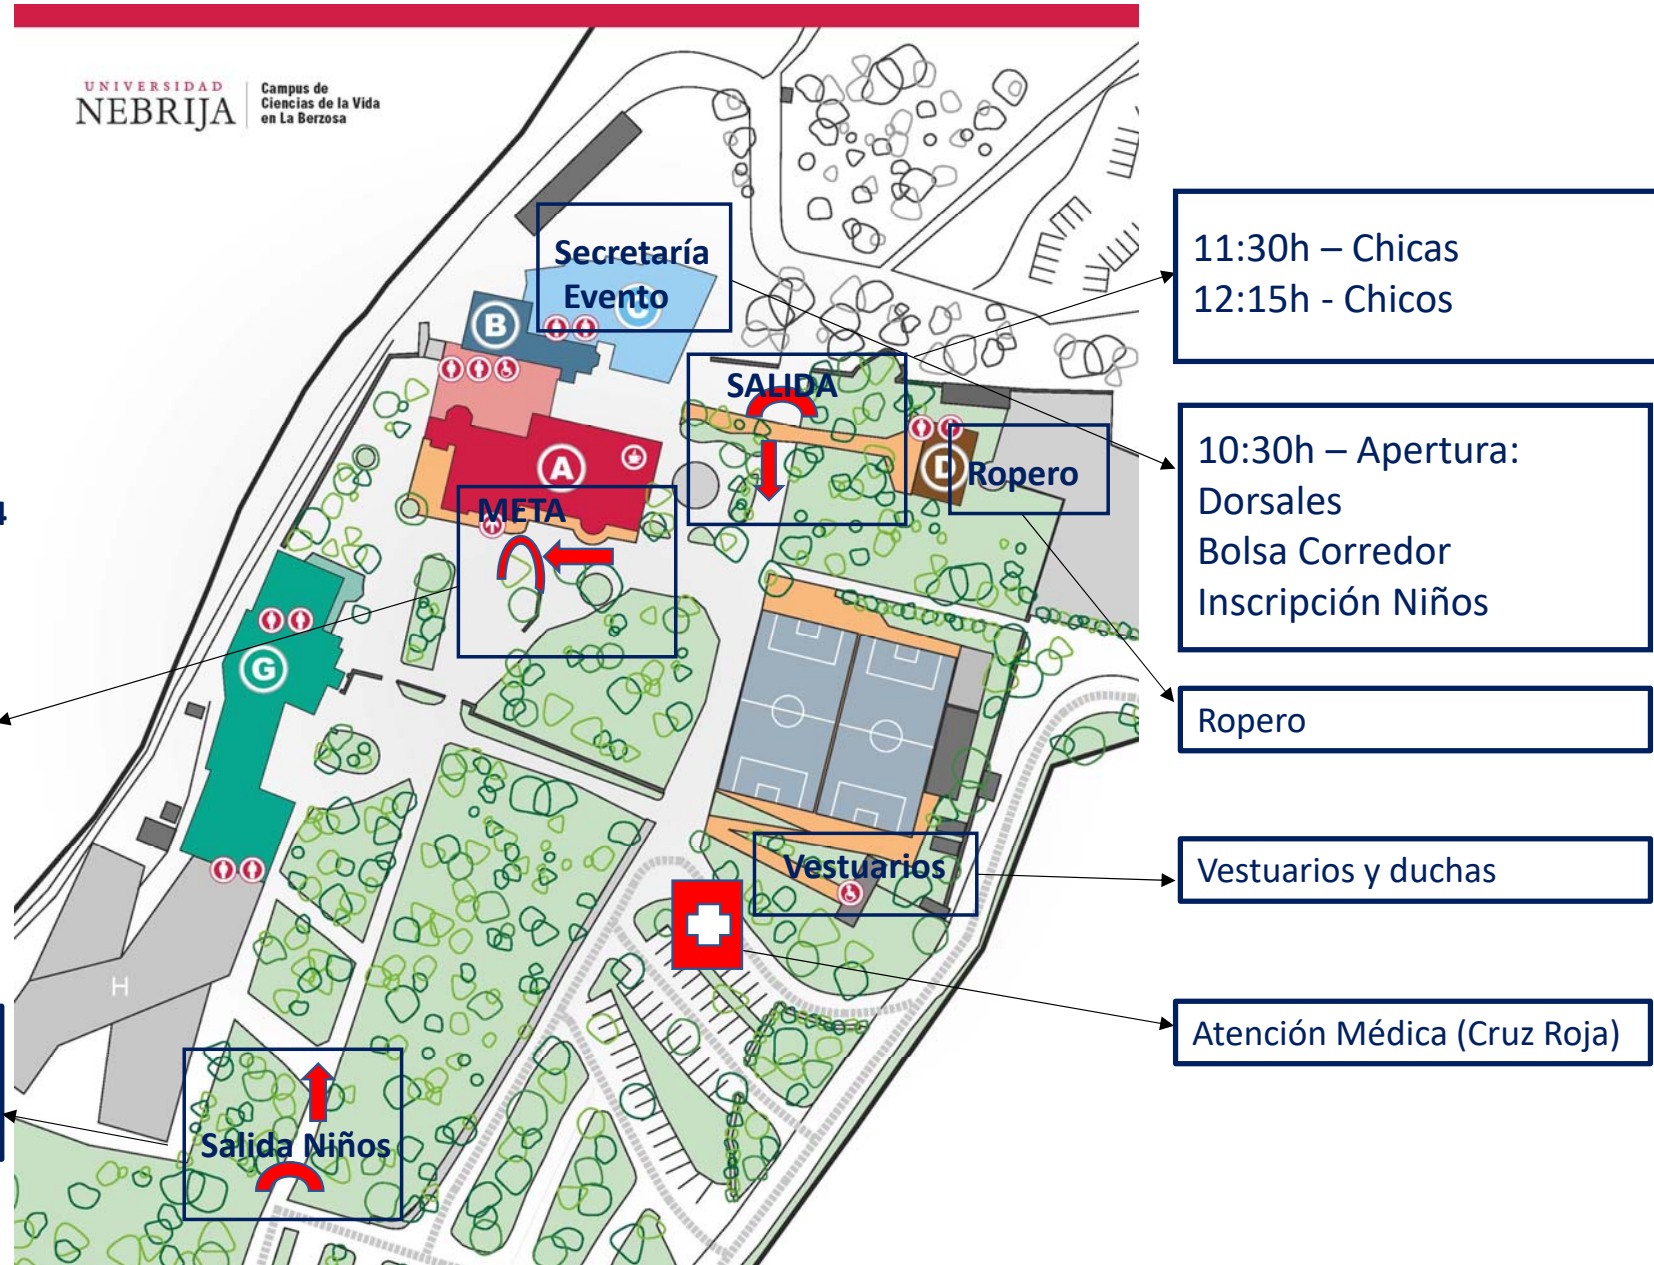 UNIVERSIDAD
NEBRIJA
Campus de
Ciencias de la Vida
en La Berzosa
Secretaría
Evento
C
B
SALIDA
A
D
Ropero
META
4
G
Vestuarios
H
Salida Niños
11:30h – Chicas
12:15h - Chicos
10:30h – Apertura:
Dorsales
Bolsa Corredor
Inscripción Niños
Ropero
Vestuarios y duchas
Atención Médica (Cruz Roja)